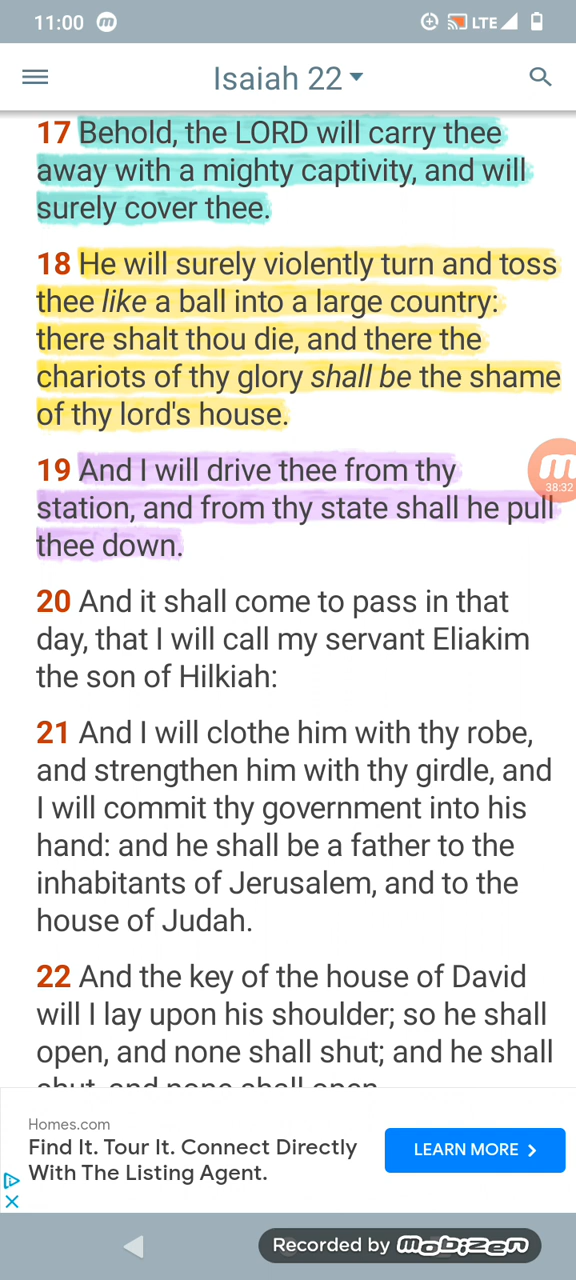 11:00
LTE
Isaiah 22
17 Behold, the LORD will carry thee
away with a mighty captivity, and will
surely cover thee.
18 He will surely violently turn and toss
thee like a ball into a large country:
there shalt thou die, and there the
chariots of thy glory shall be the shame
of thy lord's house.
19 And I will drive thee from thy
station, and from thy state shall he pull
thee down.
38:32
20 And it shall come to pass in that
day, that I will call my servant Eliakim
the son of Hilkiah:
21 And I will clothe him with thy robe,
and strengthen him with thy girdle, and
I will commit thy government into his
hand: and he shall be a father to the
inhabitants of Jerusalem, and to the
house of Judah.
22 And the key of the house of David
will I lay upon his shoulder; so he shall
open, and none shall shut; and he shall
shut, and none shall open
Homes.com
Find It. Tour It. Connect Directly
With The Listing Agent.
LEARN MORE
Recorded by mobizen